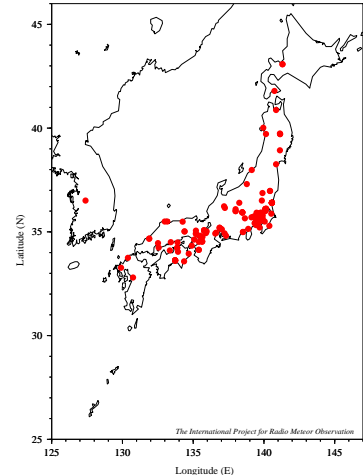 45
40
Latitude (N)
35
30
The International Project for Radio Meteor Observation
25
125 130 135 140 145
Longitude (E)